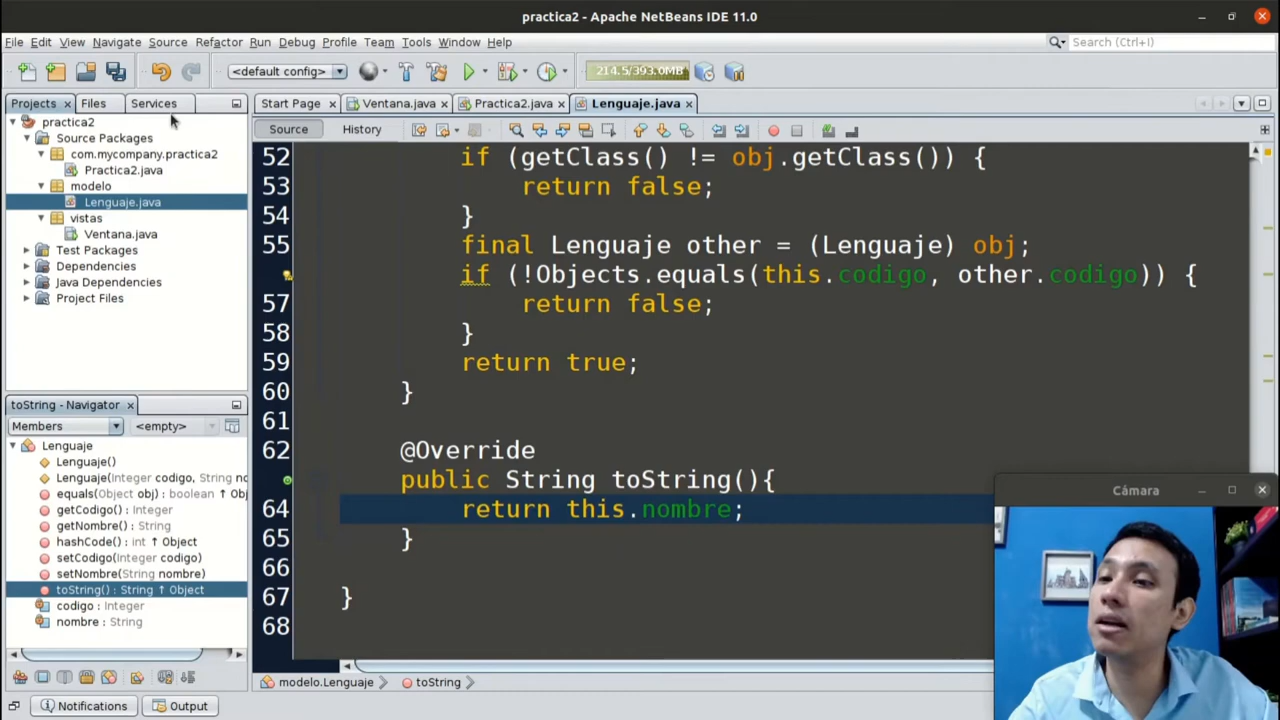 practica2 - Apache NetBeans IDE 11.0
File Edit View Navigate Source Refactor Run Debug Profile Team Tools Window Help
Search (Ctrl+I)
<default config>
214.5/393.0MB
Projects Files Services
Start Page Ventana.java Practica2.java Lenguaje.java
Source History
practica2
Source Packages
com.mycompany.practica2
Practica2.java
modelo
Lenguaje.java
vistas
Ventana.java
Test Packages
Dependencies
Java Dependencies
Project Files
52 if (getClass() != obj.getClass()) {
53 return false;
54 }
55 final Lenguaje other = (Lenguaje) obj;
if (!Objects.equals(this.codigo, other.codigo)) {
57 return false;
58 }
59 return true;
60 }
61
62 @Override
public String toString(){
64 return this.nombre;
65 }
66
67 }
68
toString - Navigator
Members <empty>
Lenguaje
Lenguaje()
Lenguaje(Integer codigo, String no
equals(Object obj) : boolean ↑ Obj
getCodigo() : Integer
getNombre() : String
hashCode() : int ↑ Object
setCodigo(Integer codigo)
setNombre(String nombre)
toString() : String ↑ Object
codigo : Integer
nombre : String
modelo.Lenguaje toString
Notifications Output
Cámara